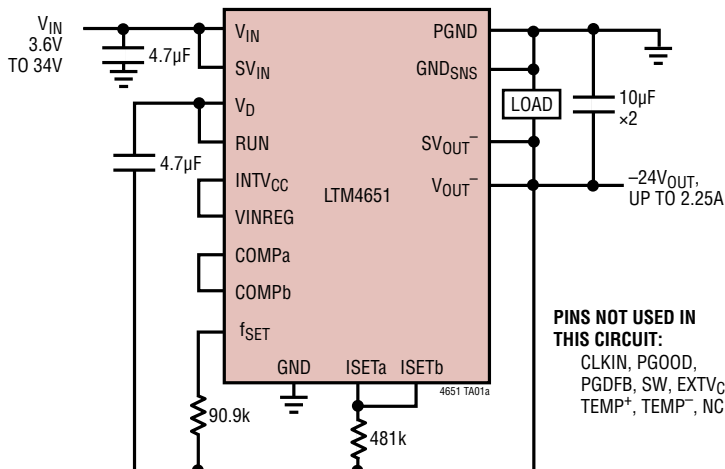 VIN
3.6V
TO 34V
4.7µF
VIN
SVIN
VD
RUN
4.7µF
INTVCC
VINREG
COMPa
COMPb
fSET
90.9k
LTM4651
GND
ISETa
ISETb
481k
4651 TA01a
PGND
GNDSNS
LOAD
10µF
×2
SVOUT–
VOUT–
–24VOUT,
UP TO 2.25A
PINS NOT USED IN
THIS CIRCUIT:
CLKIN, PGOOD,
PGDFB, SW, EXTVC
TEMP+, TEMP–, NC